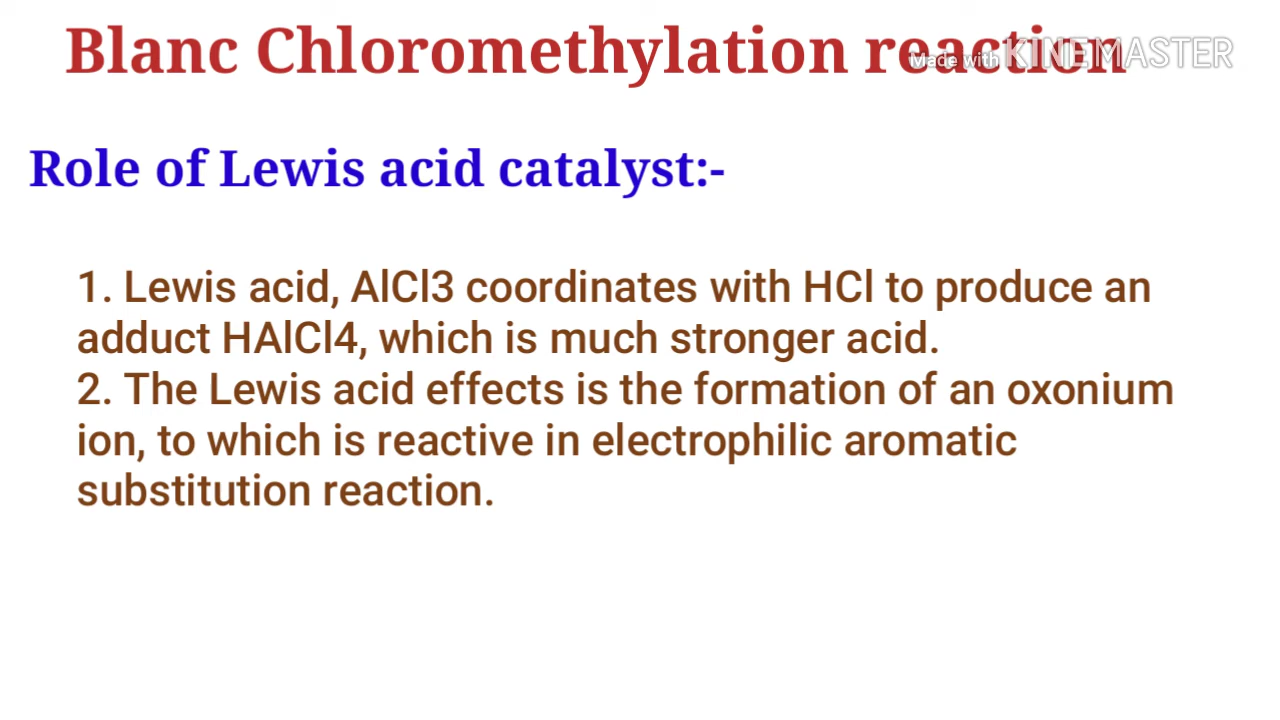 Blanc Chloromethylation reaction
Made with KINEMASTER
Role of Lewis acid catalyst:-
1. Lewis acid, AlCl3 coordinates with HCl to produce an
adduct HAlCl4, which is much stronger acid.
2. The Lewis acid effects is the formation of an oxonium
ion, to which is reactive in electrophilic aromatic
substitution reaction.